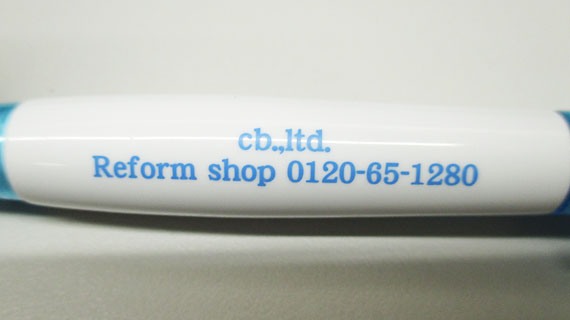 cb.,ltd.
Reform shop 0120-65-1280